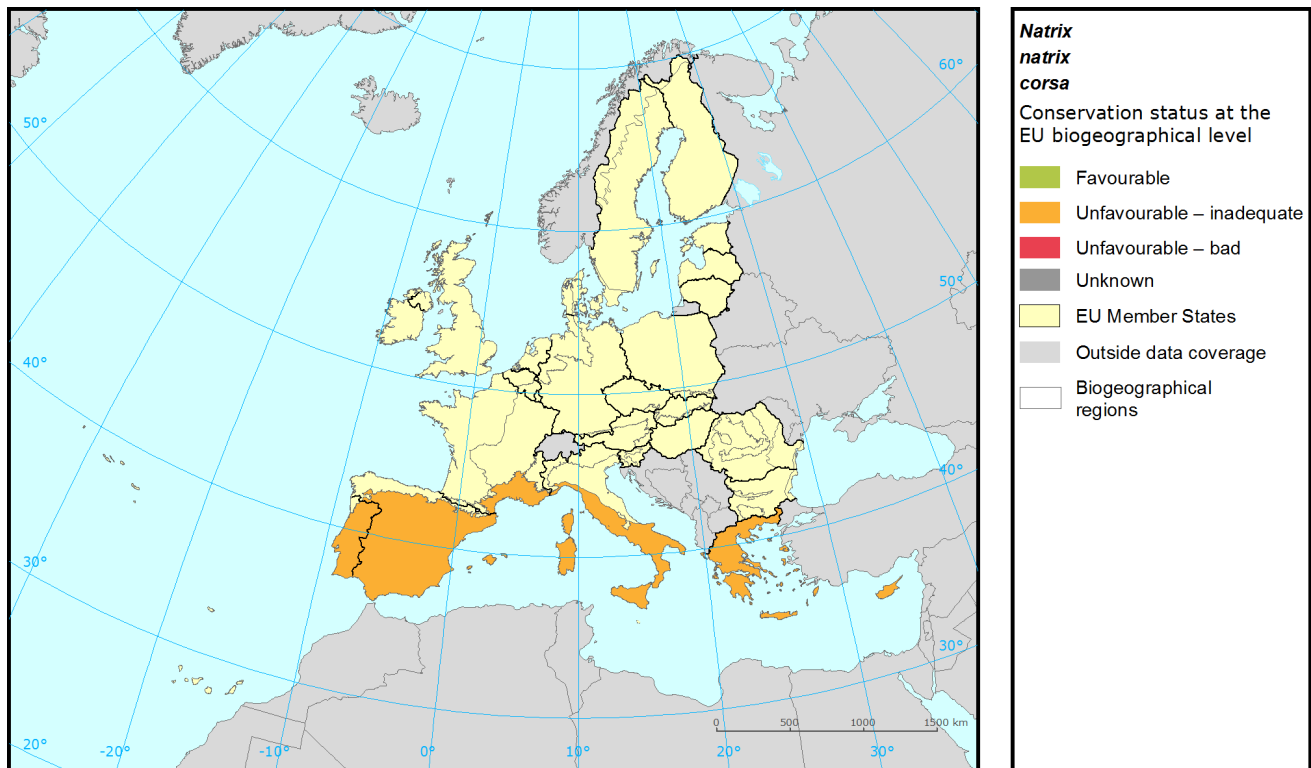 Natrix
natrix
corsa
Conservation status at the
EU biogeographical level
Favourable
Unfavourable – inadequate
Unfavourable – bad
Unknown
EU Member States
Outside data coverage
Biogeographical
regions
60°
50°
50°
40°
40°
30°
30°
0 500 1000 1500 km
20° -20° -10° 0° 10° 20° 30°